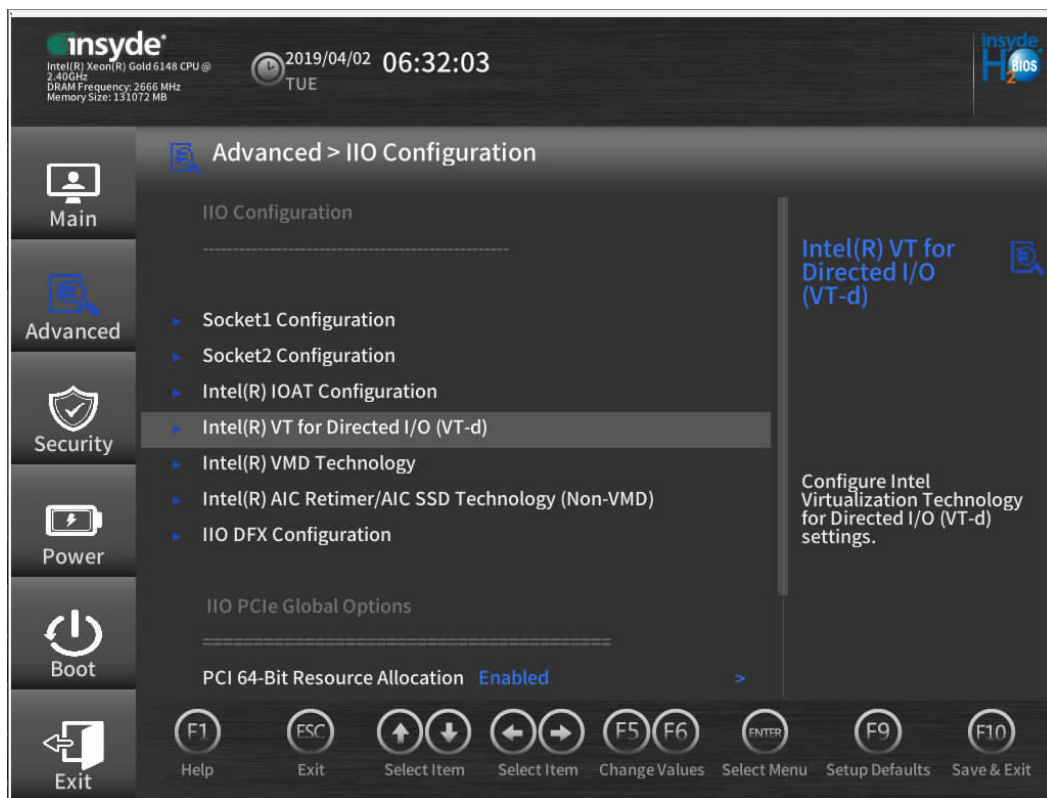 insyde®
Intel(R) Xeon(R) Gold 6148 CPU @
2.40GHz
DRAM Frequency: 2666 MHz
Memory Size: 131072 MB
2019/04/02 06:32:03
TUE
insyde
H2O BIOS
Main
Advanced
Security
Power
Boot
Exit
Advanced > IIO Configuration
IIO Configuration
------------------------------------------------
Socket1 Configuration
Socket2 Configuration
Intel(R) IOAT Configuration
Intel(R) VT for Directed I/O (VT-d)
Intel(R) VMD Technology
Intel(R) AIC Retimer/AIC SSD Technology (Non-VMD)
IIO DFX Configuration
IIO PCIe Global Options
========================================
PCI 64-Bit Resource Allocation Enabled >
Intel(R) VT for
Directed I/O
(VT-d)
Configure Intel
Virtualization Technology
for Directed I/O (VT-d)
settings.
F1 ESC F5 F6 ENTER F9 F10
Help Exit Select Item Select Item Change Values Select Menu Setup Defaults Save & Exit